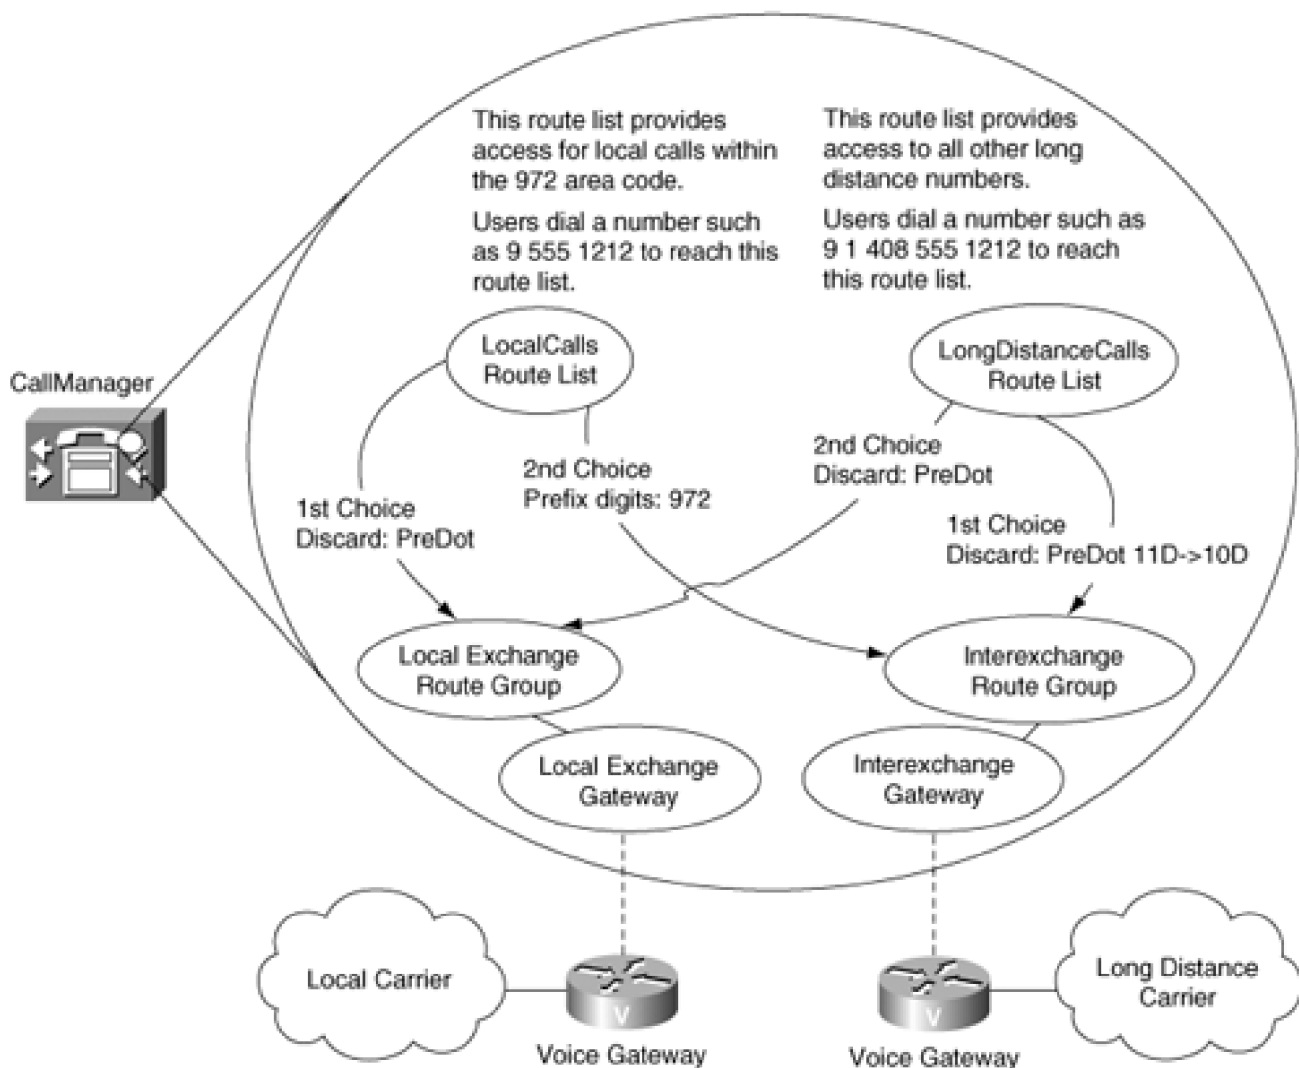 This route list provides
access for local calls within
the 972 area code.
Users dial a number such
as 9 555 1212 to reach this
route list.
This route list provides
access to all other long
distance numbers.
Users dial a number such as
9 1 408 555 1212 to reach
this route list.
LocalCalls
Route List
LongDistanceCalls
Route List
CallManager
2nd Choice
Prefix digits: 972
2nd Choice
Discard: PreDot
1st Choice
Discard: PreDot
1st Choice
Discard: PreDot 11D->10D
Local Exchange
Route Group
Interexchange
Route Group
Local Exchange
Gateway
Interexchange
Gateway
Local Carrier
V
Voice Gateway
V
Voice Gateway
Long Distance
Carrier